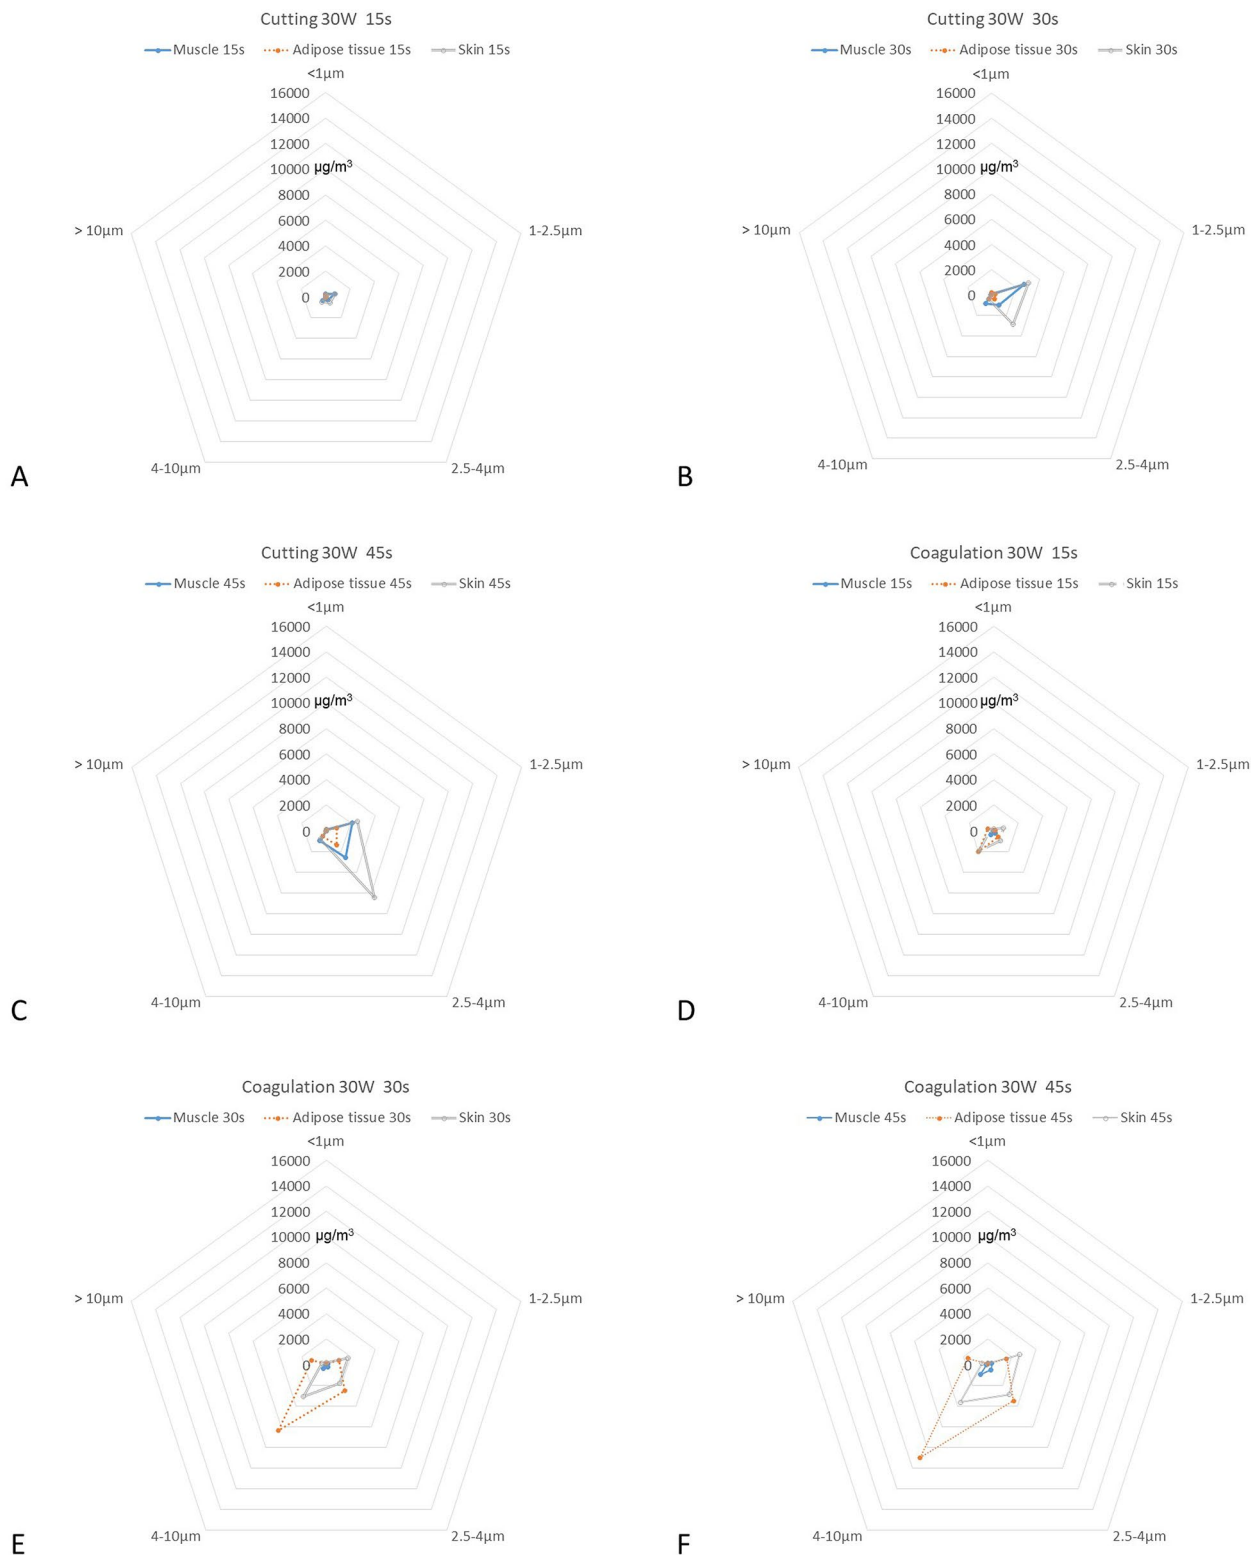 Cutting 30W 15s
Muscle 15s Adipose tissue 15s Skin 15s
<1µm
16000
14000
12000
10000 µg/m³
8000
6000
4000
2000
0
> 10µm
1-2.5µm
4-10µm
2.5-4µm
A
Cutting 30W 30s
Muscle 30s Adipose tissue 30s Skin 30s
<1µm
16000
14000
12000
10000 µg/m³
8000
6000
4000
2000
0
> 10µm
1-2.5µm
4-10µm
2.5-4µm
B
Cutting 30W 45s
Muscle 45s Adipose tissue 45s Skin 45s
<1µm
16000
14000
12000
10000 µg/m³
8000
6000
4000
2000
0
> 10µm
1-2.5µm
4-10µm
2.5-4µm
C
Coagulation 30W 15s
Muscle 15s Adipose tissue 15s Skin 15s
<1µm
16000
14000
12000
10000 µg/m³
8000
6000
4000
2000
0
> 10µm
1-2.5µm
4-10µm
2.5-4µm
D
Coagulation 30W 30s
Muscle 30s Adipose tissue 30s Skin 30s
<1µm
16000
14000
12000
10000 µg/m³
8000
6000
4000
2000
0
> 10µm
1-2.5µm
4-10µm
2.5-4µm
E
Coagulation 30W 45s
Muscle 45s Adipose tissue 45s Skin 45s
<1µm
16000
14000
12000
10000 µg/m³
8000
6000
4000
2000
0
> 10µm
1-2.5µm
4-10µm
2.5-4µm
F